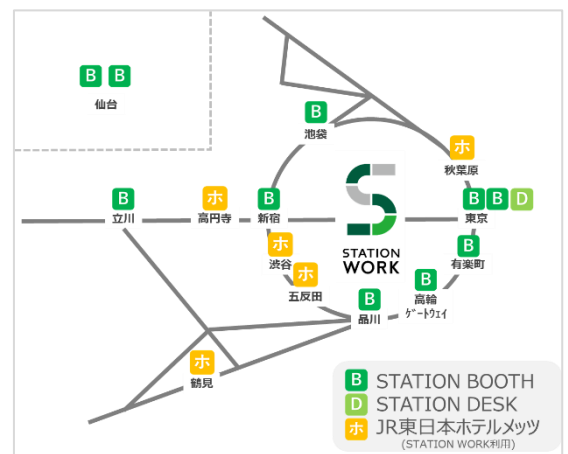 B B
仙台
B
池袋
ホ
秋葉原
B
立川
ホ
高円寺
B
新宿
B B D
東京
STATION
WORK
ホ
渋谷
B
有楽町
ホ
五反田
B
高輪
ｹﾞｰﾄｳｪｲ
B
品川
ホ
鶴見
B STATION BOOTH
D STATION DESK
ホ JR東日本ホテルメッツ
(STATION WORK利用)